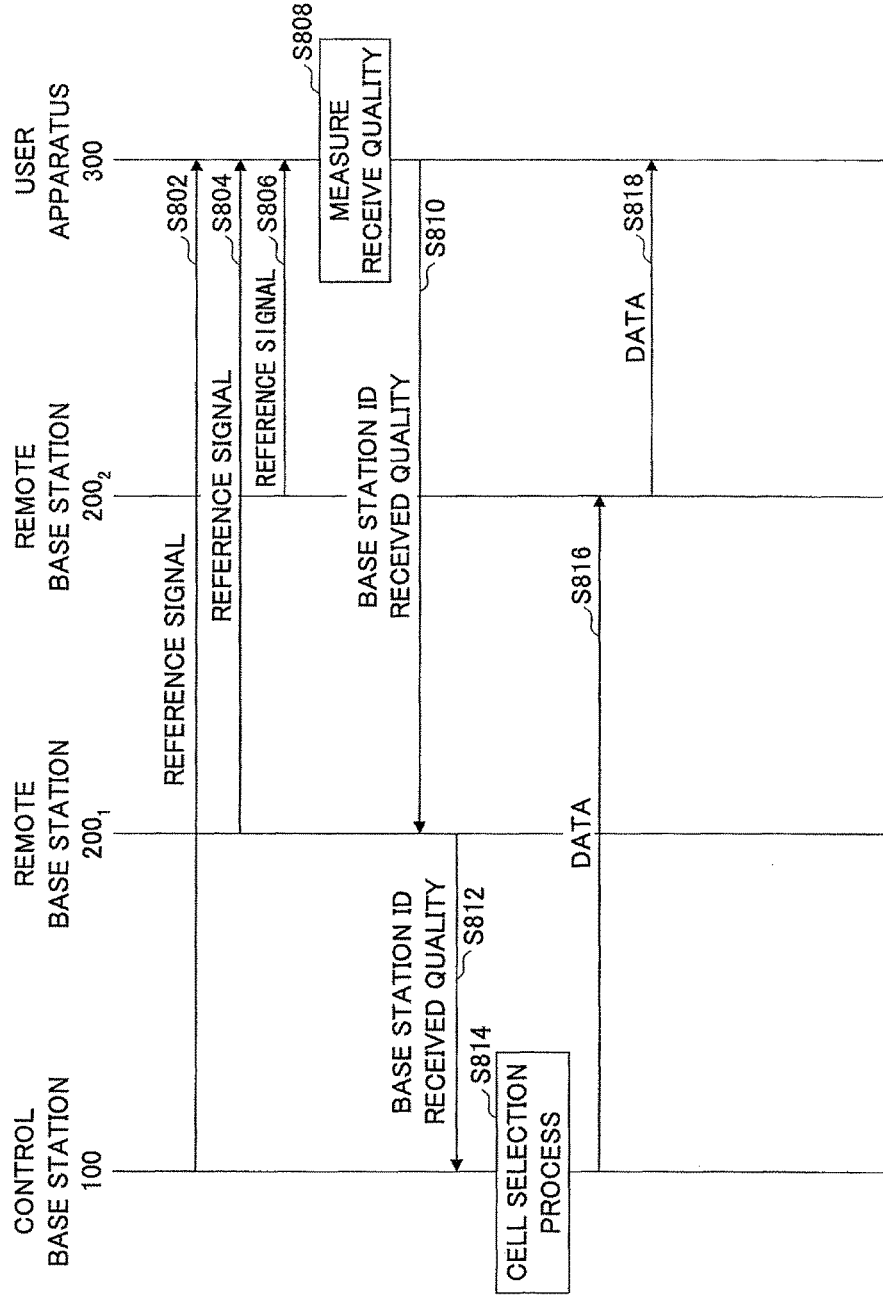 CONTROL
BASE STATION
100
REMOTE
BASE STATION
200₁
REMOTE
BASE STATION
200₂
USER
APPARATUS
300
REFERENCE SIGNAL
S802
REFERENCE SIGNAL
S804
REFERENCE SIGNAL
S806
MEASURE
RECEIVE QUALITY
S808
BASE STATION ID
RECEIVED QUALITY
S810
BASE STATION ID
RECEIVED QUALITY
S812
CELL SELECTION
PROCESS
S814
DATA
S816
DATA
S818